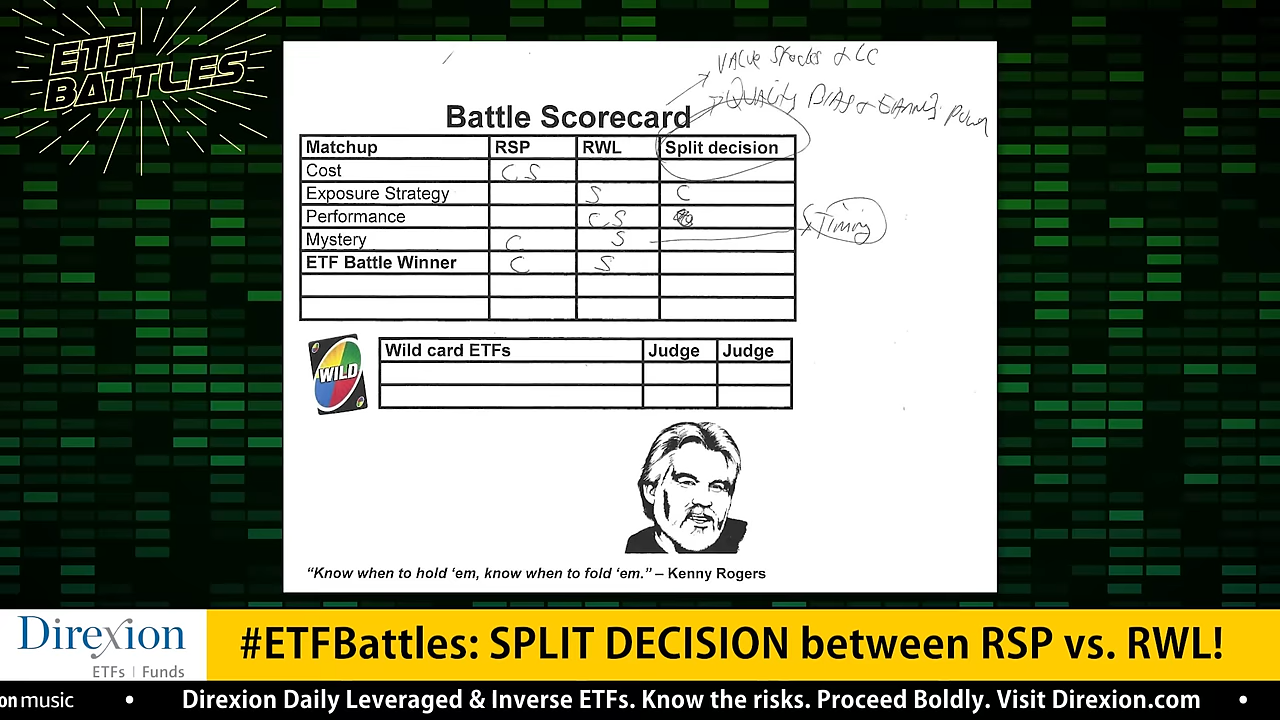 ETF
BATTLES
VALUE Stocks & LC
QUALITY BIAS & EARNING POWER
Battle Scorecard
Matchup RSP RWL Split decision
Cost C, S
Exposure Strategy S C
Performance C, S
Mystery C S Timing
ETF Battle Winner C S
WILD
Wild card ETFs Judge Judge
“Know when to hold ‘em, know when to fold ‘em.” – Kenny Rogers
Direxion
ETFs | Funds
#ETFBattles: SPLIT DECISION between RSP vs. RWL!
on music • Direxion Daily Leveraged & Inverse ETFs. Know the risks. Proceed Boldly. Visit Direxion.com •